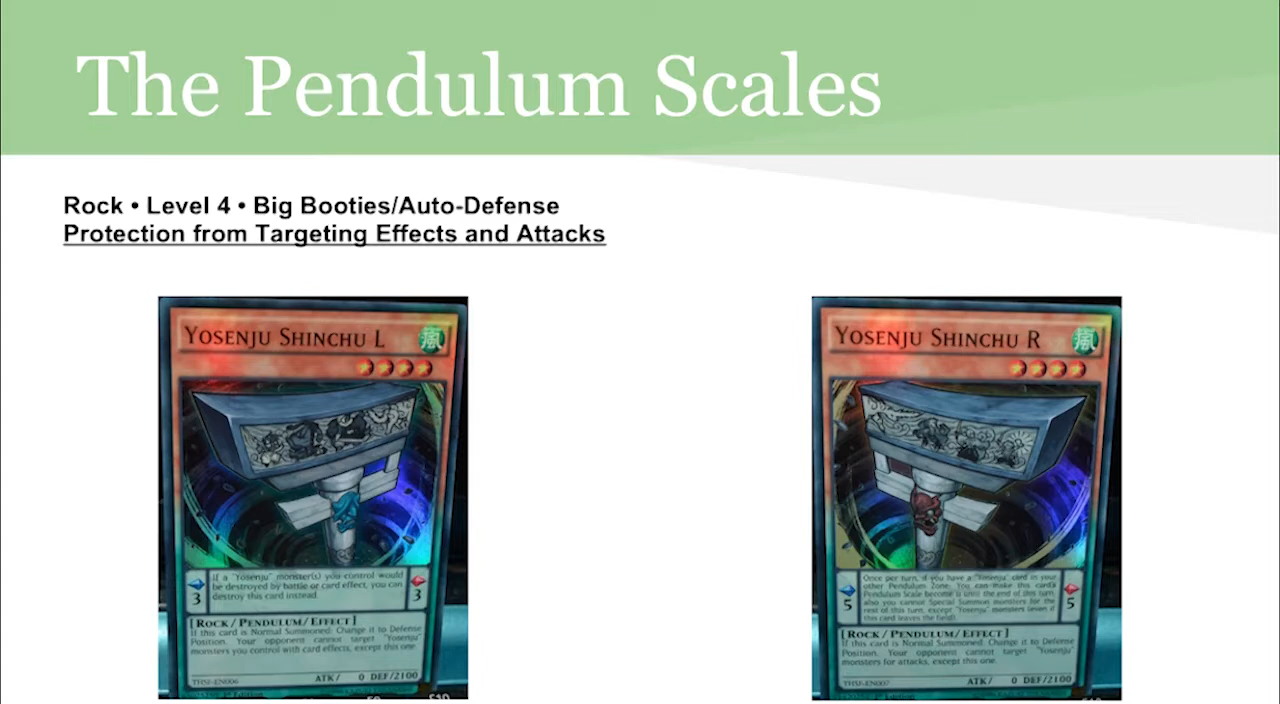 The Pendulum Scales
Rock • Level 4 • Big Booties/Auto-Defense
Protection from Targeting Effects and Attacks
YOSENJU SHINCHU L
風
If a "Yosenju" monster(s) you control would
be destroyed by battle or card effect, you can
destroy this card instead.
3
3
[ROCK/PENDULUM/EFFECT]
If this card is Normal Summoned: Change it to Defense
Position. Your opponent cannot target "Yosenju"
monsters you control with card effects, except this one.
THSF-EN006
ATK/ 0 DEF/2100
YOSENJU SHINCHU R
風
Once per turn, if you have a "Yosenju" card in your
other Pendulum Zone: You can make this card's
Pendulum Scale become 11 until the end of this turn,
also you cannot Special Summon monsters for the
rest of this turn, except "Yosenju" monsters (even if
this card leaves the field).
5
5
[ROCK/PENDULUM/EFFECT]
If this card is Normal Summoned: Change it to Defense
Position. Your opponent cannot target "Yosenju"
monsters for attacks, except this one.
THSF-EN007
ATK/ 0 DEF/2100